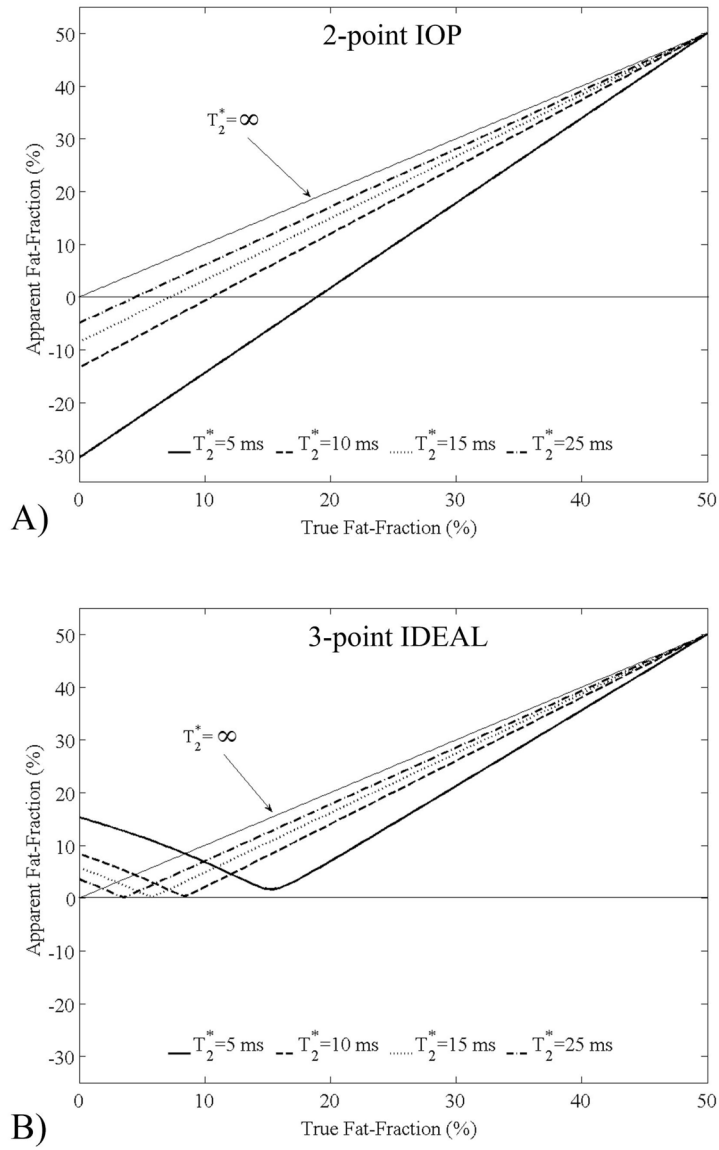 2-point IOP
50
40
30
20
10
0
-10
-20
-30
Apparent Fat-Fraction (%)
T₂*=∞
T₂*=5 ms T₂*=10 ms T₂*=15 ms T₂*=25 ms
0 10 20 30 40 50
True Fat-Fraction (%)
A)
3-point IDEAL
50
40
30
20
10
0
-10
-20
-30
Apparent Fat-Fraction (%)
T₂*=∞
T₂*=5 ms T₂*=10 ms T₂*=15 ms T₂*=25 ms
0 10 20 30 40 50
True Fat-Fraction (%)
B)